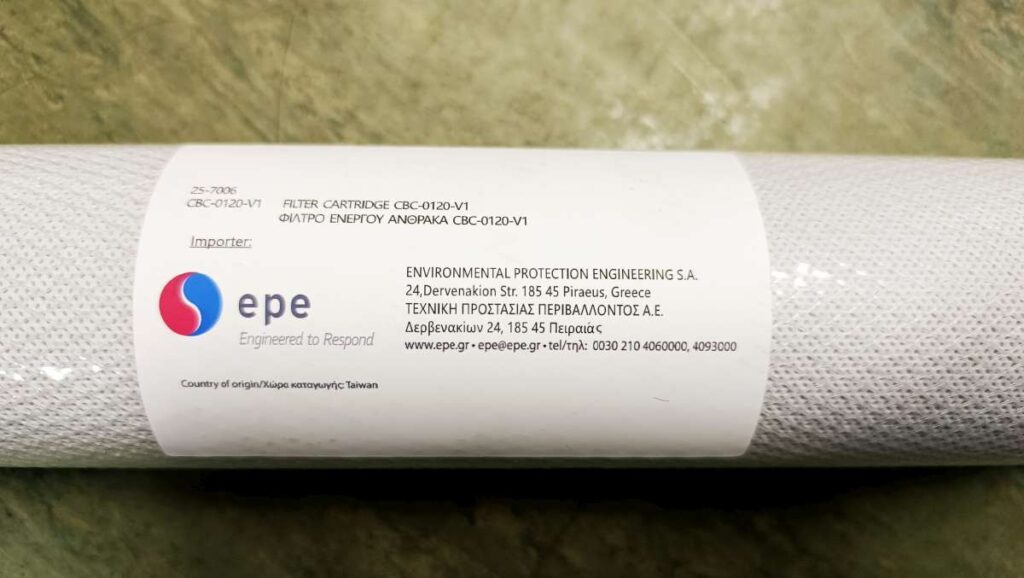 25-7006
CBC-0120-V1 FILTER CARTRIDGE CBC-0120-V1
ΦΙΛΤΡΟ ΕΝΕΡΓΟΥ ΑΝΘΡΑΚΑ CBC-0120-V1
Importer:
epe
Engineered to Respond
ENVIRONMENTAL PROTECTION ENGINEERING S.A.
24,Dervenakion Str. 185 45 Piraeus, Greece
ΤΕΧΝΙΚΗ ΠΡΟΣΤΑΣΙΑΣ ΠΕΡΙΒΑΛΛΟΝΤΟΣ Α.Ε.
Δερβενακίων 24, 185 45 Πειραιάς
www.epe.gr • epe@epe.gr • tel/τηλ: 0030 210 4060000, 4093000
Country of origin/Χώρα καταγωγής: Taiwan